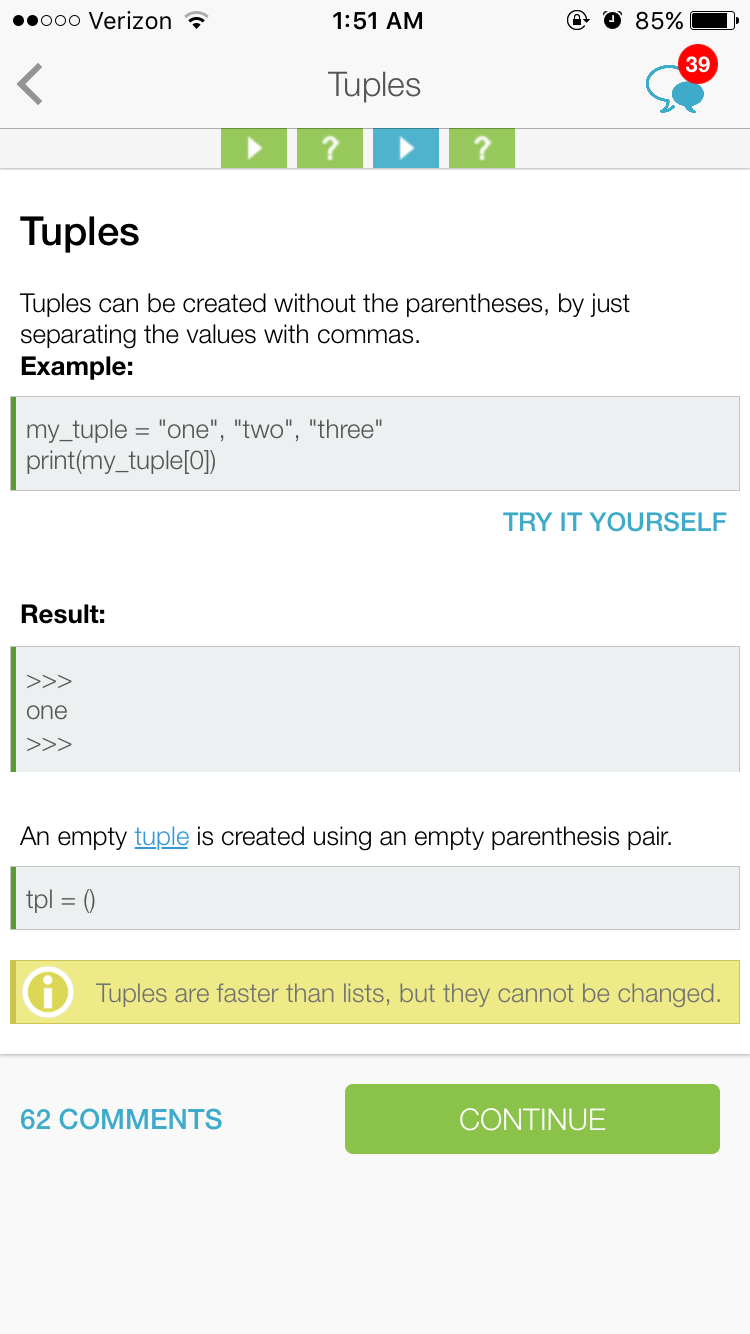 Verizon 1:51 AM 85%
Tuples
39
? ?
Tuples
Tuples can be created without the parentheses, by just
separating the values with commas.
Example:
my_tuple = "one", "two", "three"
print(my_tuple[0])
TRY IT YOURSELF
Result:
>>>
one
>>>
An empty tuple is created using an empty parenthesis pair.
tpl = ()
i Tuples are faster than lists, but they cannot be changed.
62 COMMENTS CONTINUE